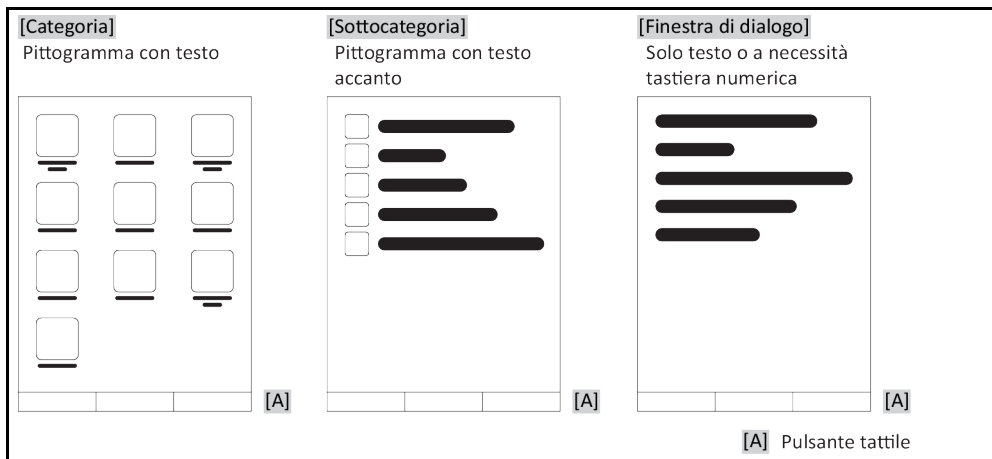 [Categoria]
Pittogramma con testo
[Sottocategoria]
Pittogramma con testo
accanto
[Finestra di dialogo]
Solo testo o a necessità
tastiera numerica
[A]
[A]
[A]
[A] Pulsante tattile